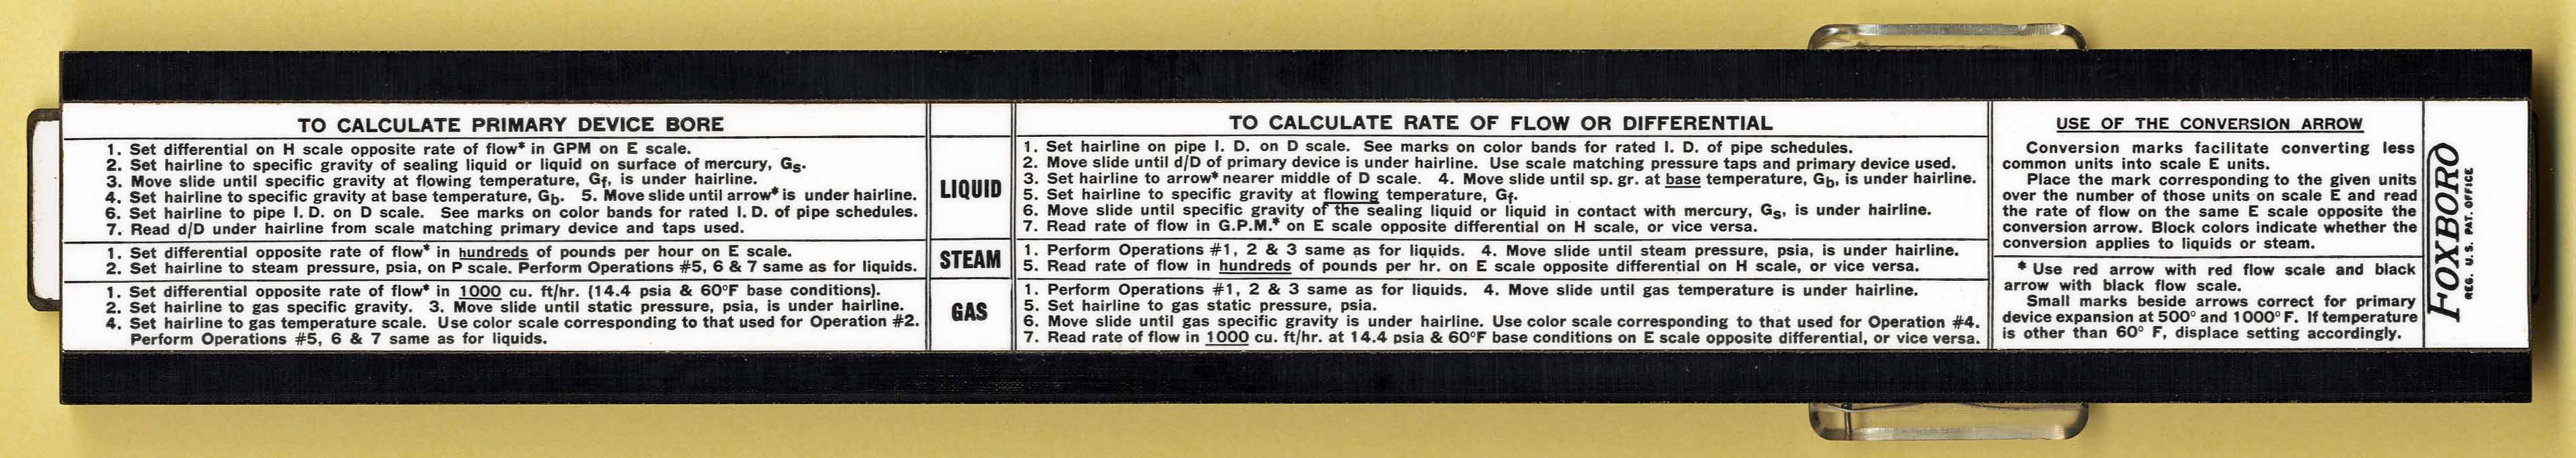 TO CALCULATE PRIMARY DEVICE BORE
1. Set differential on H scale opposite rate of flow* in GPM on E scale.
2. Set hairline to specific gravity of sealing liquid or liquid on surface of mercury, Gs.
3. Move slide until specific gravity at flowing temperature, Gf, is under hairline.
4. Set hairline to specific gravity at base temperature, Gb. 5. Move slide until arrow* is under hairline.
6. Set hairline to pipe I. D. on D scale. See marks on color bands for rated I. D. of pipe schedules.
7. Read d/D under hairline from scale matching primary device and taps used.
1. Set differential opposite rate of flow* in hundreds of pounds per hour on E scale.
2. Set hairline to steam pressure, psia, on P scale. Perform Operations #5, 6 & 7 same as for liquids.
1. Set differential opposite rate of flow* in 1000 cu. ft/hr. (14.4 psia & 60°F base conditions).
2. Set hairline to gas specific gravity. 3. Move slide until static pressure, psia, is under hairline.
4. Set hairline to gas temperature scale. Use color scale corresponding to that used for Operation #2.
Perform Operations #5, 6 & 7 same as for liquids.
LIQUID
STEAM
GAS
TO CALCULATE RATE OF FLOW OR DIFFERENTIAL
1. Set hairline on pipe I. D. on D scale. See marks on color bands for rated I. D. of pipe schedules.
2. Move slide until d/D of primary device is under hairline. Use scale matching pressure taps and primary device used.
3. Set hairline to arrow* nearer middle of D scale. 4. Move slide until sp. gr. at base temperature, Gb, is under hairline.
5. Set hairline to specific gravity at flowing temperature, Gf.
6. Move slide until specific gravity of the sealing liquid or liquid in contact with mercury, Gs, is under hairline.
7. Read rate of flow in G.P.M.* on E scale opposite differential on H scale, or vice versa.
1. Perform Operations #1, 2 & 3 same as for liquids. 4. Move slide until steam pressure, psia, is under hairline.
5. Read rate of flow in hundreds of pounds per hr. on E scale opposite differential on H scale, or vice versa.
1. Perform Operations #1, 2 & 3 same as for liquids. 4. Move slide until gas temperature is under hairline.
5. Set hairline to gas static pressure, psia.
6. Move slide until gas specific gravity is under hairline. Use color scale corresponding to that used for Operation #4.
7. Read rate of flow in 1000 cu. ft/hr. at 14.4 psia & 60°F base conditions on E scale opposite differential, or vice versa.
USE OF THE CONVERSION ARROW
Conversion marks facilitate converting less
common units into scale E units.
Place the mark corresponding to the given units
over the number of those units on scale E and read
the rate of flow on the same E scale opposite the
conversion arrow. Block colors indicate whether the
conversion applies to liquids or steam.
* Use red arrow with red flow scale and black
arrow with black flow scale.
Small marks beside arrows correct for primary
device expansion at 500° and 1000° F. If temperature
is other than 60° F, displace setting accordingly.
FOXBORO
REG. U. S. PAT. OFFICE